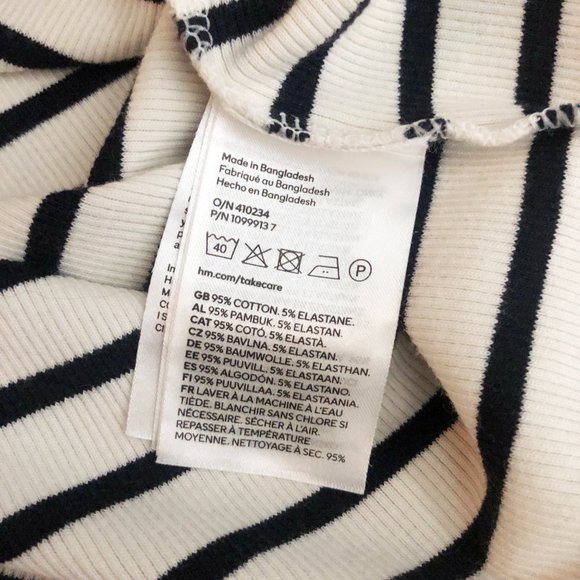 Made in Bangladesh
Fabriqué au Bangladesh
Hecho en Bangladesh
O/N 410234
P/N 1099913 7
40
P
hm.com/takecare
GB 95% COTTON. 5% ELASTANE.
AL 95% PAMBUK. 5% ELASTAN.
CAT 95% COTÓ. 5% ELASTÀ.
CZ 95% BAVLNA. 5% ELASTAN.
DE 95% BAUMWOLLE. 5% ELASTHAN.
EE 95% PUUVILL. 5% ELASTAAN.
ES 95% ALGODÓN. 5% ELASTANO.
FI 95% PUUVILLAA. 5% ELASTAANIA.
FR LAVER À LA MACHINE À L'EAU
TIÈDE. BLANCHIR SANS CHLORE SI
NÉCESSAIRE. SÉCHER À L'AIR.
REPASSER À TEMPÉRATURE
MOYENNE. NETTOYAGE À SEC. 95%